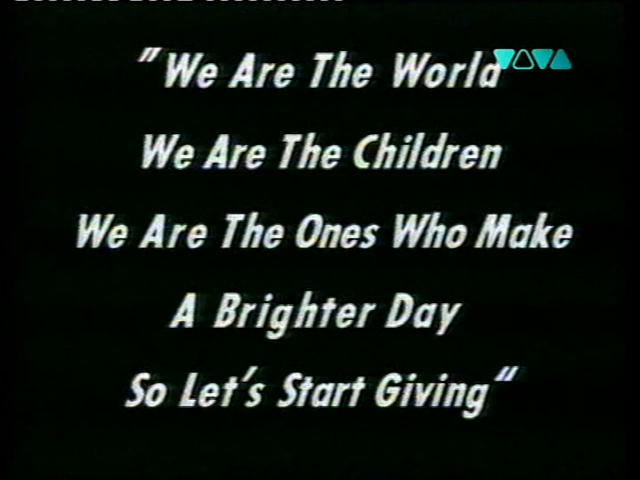 "We Are The World
VIVA
We Are The Children
We Are The Ones Who Make
A Brighter Day
So Let's Start Giving"